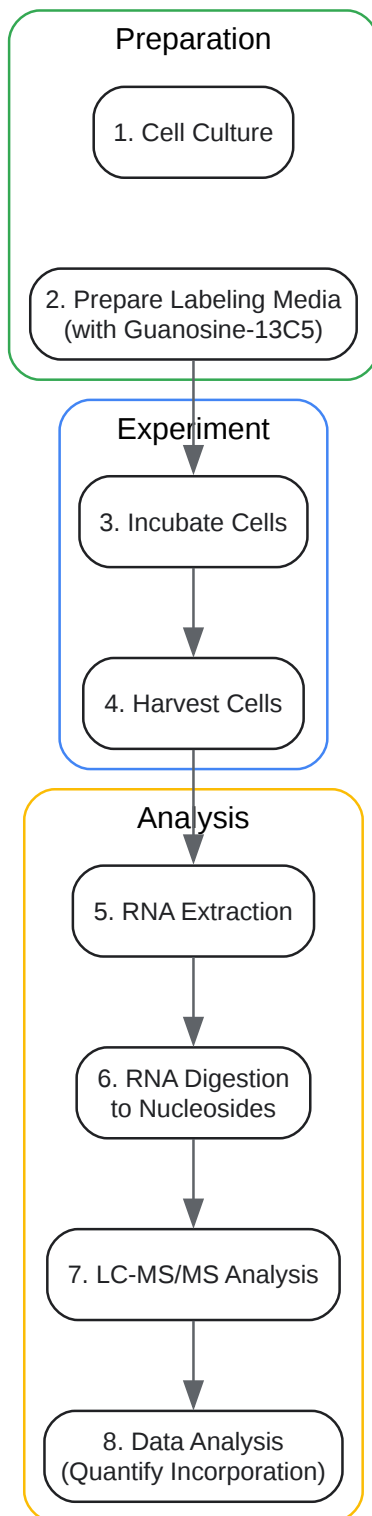 Preparation
1. Cell Culture
2. Prepare Labeling Media
(with Guanosine-13C5)
Experiment
3. Incubate Cells
4. Harvest Cells
Analysis
5. RNA Extraction
6. RNA Digestion
to Nucleosides
7. LC-MS/MS Analysis
8. Data Analysis
(Quantify Incorporation)